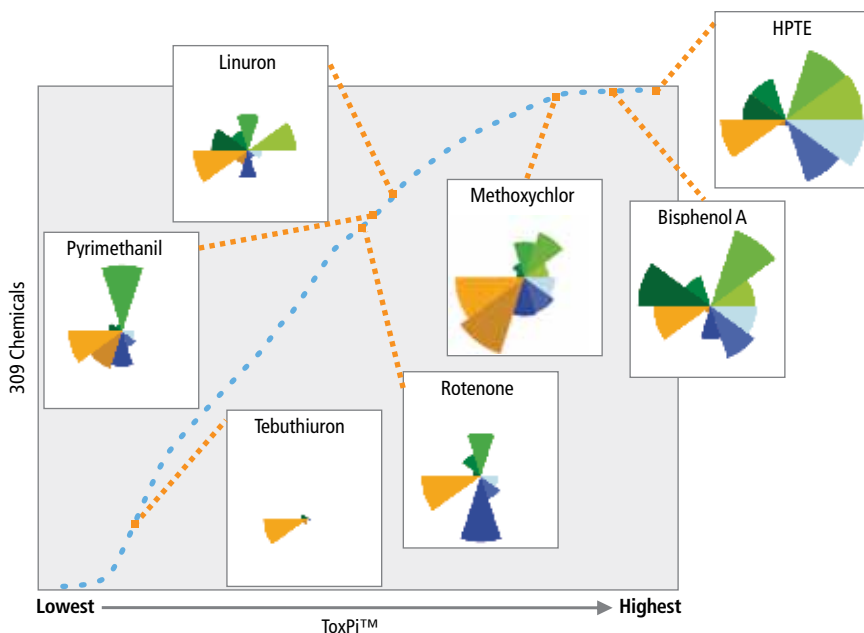 HPTE
Linuron
Methoxychlor
Bisphenol A
Pyrimethanil
309 Chemicals
Rotenone
Tebuthiuron
Lowest
Highest
ToxPi™